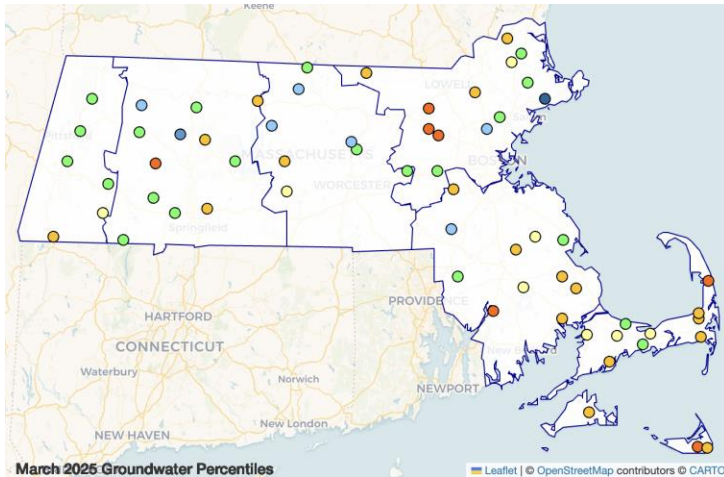 Keene
LOWELL
Salem
Pittsfield
MASSACHUSETTS
BOSTON
WORCESTER
Springfield
HARTFORD
PROVIDENCE
CONNECTICUT
New Bedford
Waterbury
Norwich
NEWPORT
New London
NEW HAVEN
March 2025 Groundwater Percentiles
Leaflet | © OpenStreetMap contributors © CARTO